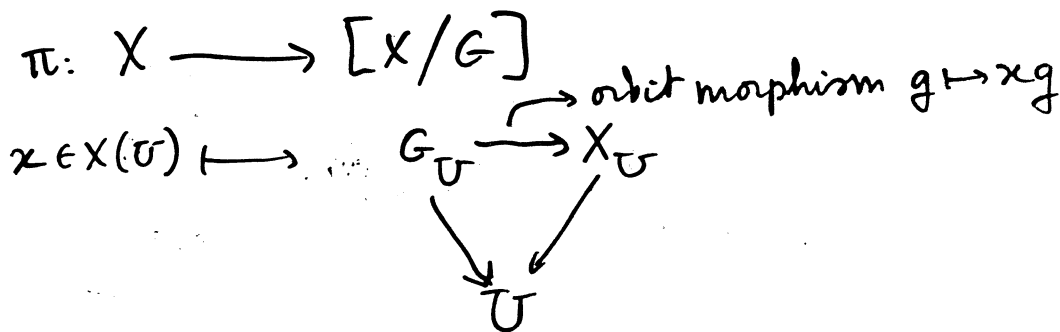 π: X ⟶ [X/G]
orbit morphism g ↦ xg
x ∈ X(U) ⟼ ... G_U ⟶ X_U
U